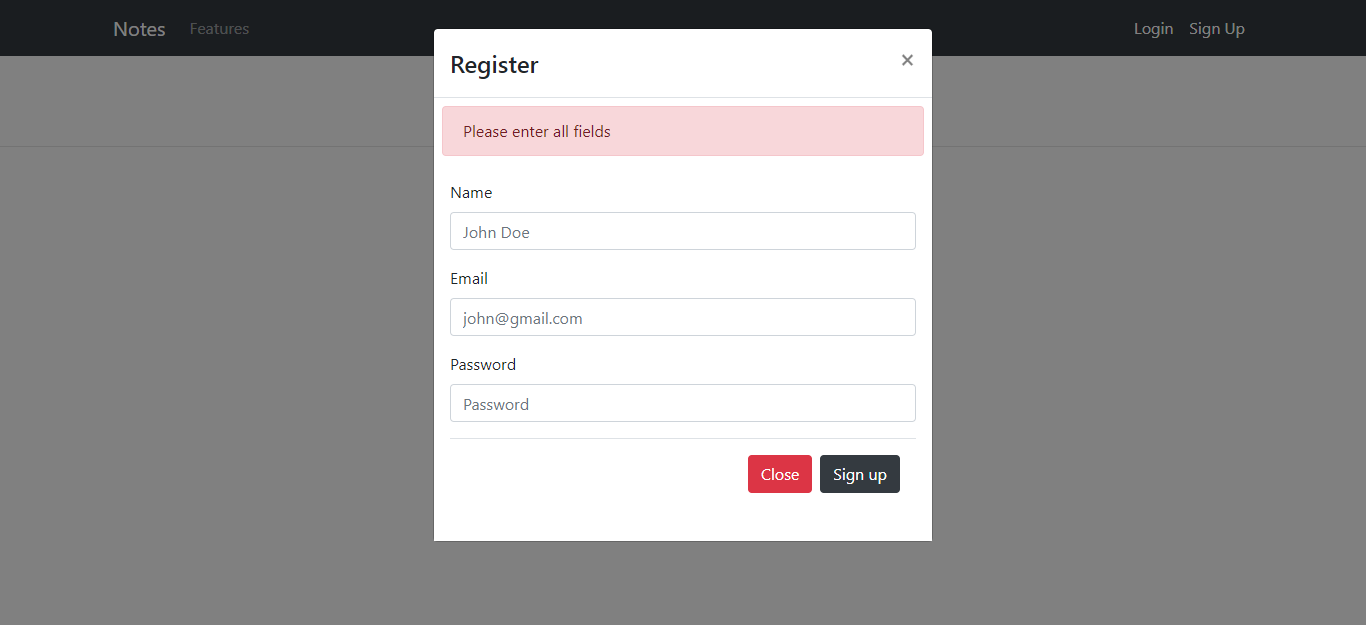 Notes Features Login Sign Up
Register ×
Please enter all fields
Name
John Doe
Email
john@gmail.com
Password
Password
Close Sign up